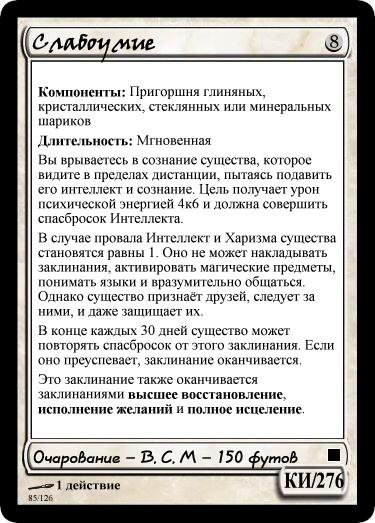 Слабоумие 8
Компоненты: Пригоршня глиняных,
кристаллических, стеклянных или минеральных
шариков
Длительность: Мгновенная
Вы врываетесь в сознание существа, которое
видите в пределах дистанции, пытаясь подавить
его интеллект и сознание. Цель получает урон
психической энергией 4к6 и должна совершить
спасбросок Интеллекта.
В случае провала Интеллект и Харизма существа
становятся равны 1. Оно не может накладывать
заклинания, активировать магические предметы,
понимать языки и вразумительно общаться.
Однако существо признаёт друзей, следует за
ними, и даже защищает их.
В конце каждых 30 дней существо может
повторять спасбросок от этого заклинания. Если
оно преуспевает, заклинание оканчивается.
Это заклинание также оканчивается
заклинаниями высшее восстановление,
исполнение желаний и полное исцеление.
Очарование – В, С, М – 150 футов
КИ/276
1 действие
85/126